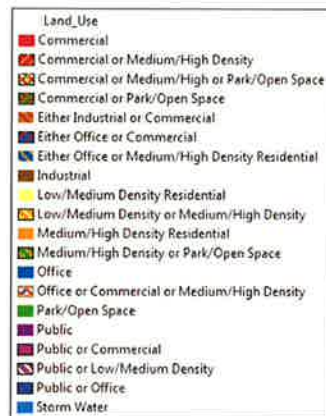 Land_Use
Commercial
Commercial or Medium/High Density
Commercial or Medium/High or Park/Open Space
Commercial or Park/Open Space
Either Industrial or Commercial
Either Office or Commercial
Either Office or Medium/High Density Residential
Industrial
Low/Medium Density Residential
Low/Medium Density or Medium/High Density
Medium/High Density Residential
Medium/High Density or Park/Open Space
Office
Office or Commercial or Medium/High Density
Park/Open Space
Public
Public or Commercial
Public or Low/Medium Density
Public or Office
Storm Water